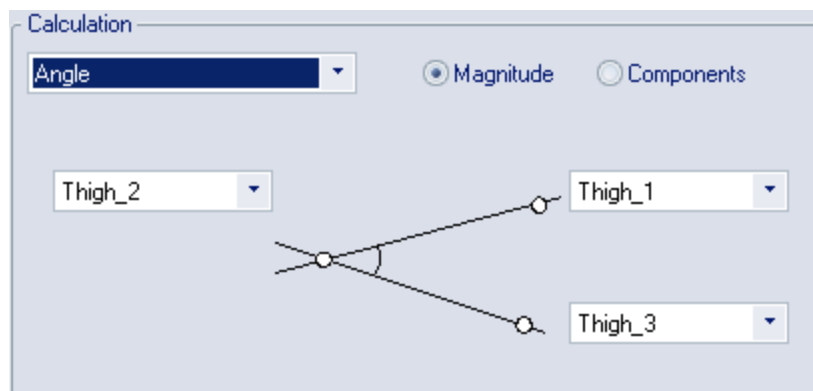 Calculation
Angle
Magnitude
Components
Thigh_2
Thigh_1
Thigh_3